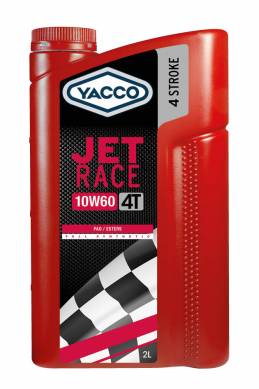 YACCO
4 STROKE
JET
RACE
10W60 4T
PAO / ESTERS
FULL SYNTHETIC
2L